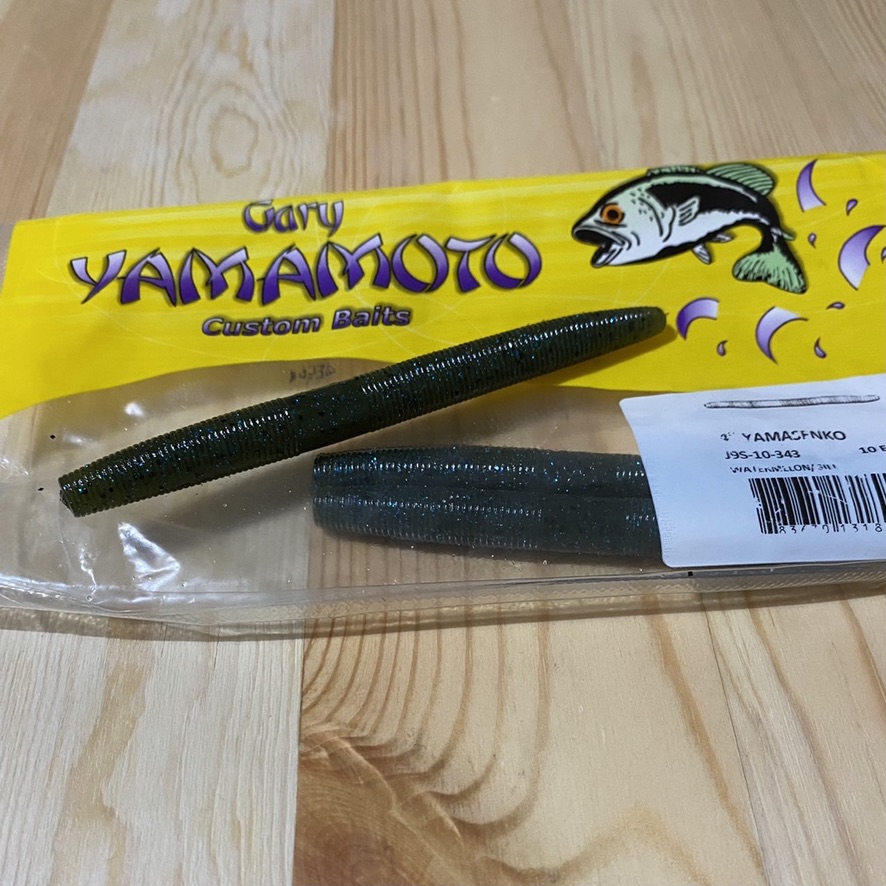 Gary
YAMAMOTO
Custom Baits
YAMASENKO
J9S-10-343
10